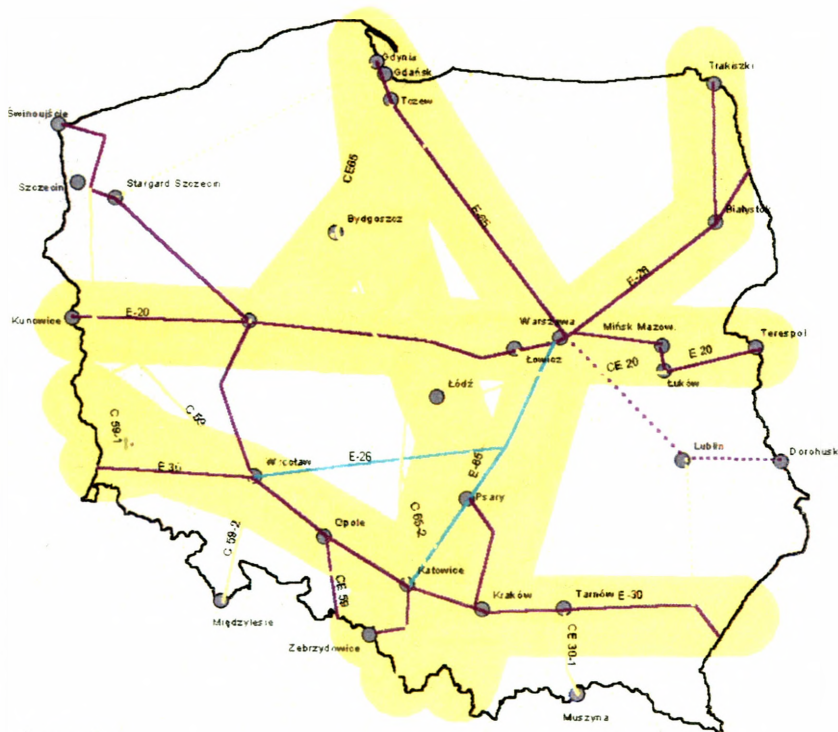 Gdynia
Gdańsk
Tczew
Trakiszki
Świnoujście
Szczecin
Stargard Szczecin
CE65
Bydgoszcz
E-65
Białystok
E-26
Kunowice
E-20
Warszawa
Mińsk Mazow.
Terespol
Łowicz
CE 20
E 20
Łuków
Łódź
C 59-1
C 59
Wrocław
E-26
E-65
Lublin
Dorohusk
E 30
Psary
C 65-2
Opole
C 59-2
Katowice
CE 59
Międzylesie
Kraków
Tarnów
E-30
Zebrzydowice
CE 30-1
Muszyna